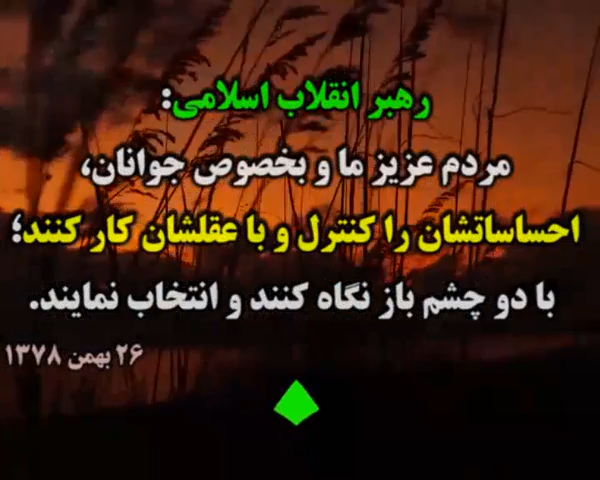 رهبر انقلاب اسلامی:
مردم عزیز ما و بخصوص جوانان،
احساساتشان را کنترل و با عقلشان کار کنند؛
با دو چشم باز نگاه کنند و انتخاب نمایند.
۲۶ بهمن ۱۳۷۸